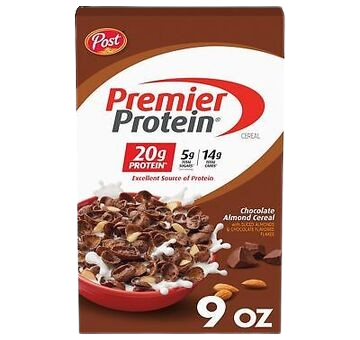 Post
Premier
Protein®
CEREAL
20g 5g 14g
PROTEIN* TOTAL SUGARS TOTAL CARBS
Excellent Source of Protein
Chocolate
Almond Cereal
WITH SLICED ALMONDS
& CHOCOLATE FLAVORED
FLAKES
9 OZ